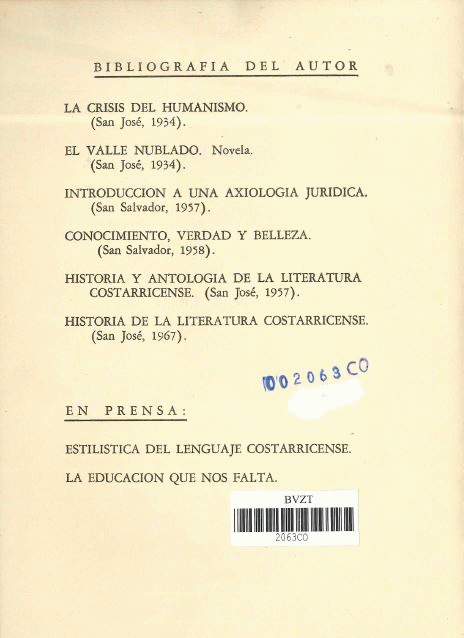 BIBLIOGRAFIA DEL AUTOR
LA CRISIS DEL HUMANISMO.
(San José, 1934).
EL VALLE NUBLADO. Novela.
(San José, 1934).
INTRODUCCION A UNA AXIOLOGIA JURIDICA.
(San Salvador, 1957).
CONOCIMIENTO, VERDAD Y BELLEZA.
(San Salvador, 1958).
HISTORIA Y ANTOLOGIA DE LA LITERATURA
COSTARRICENSE. (San José, 1957).
HISTORIA DE LA LITERATURA COSTARRICENSE.
(San José, 1967).
002063CO
EN PRENSA:
ESTILISTICA DEL LENGUAJE COSTARRICENSE.
LA EDUCACION QUE NOS FALTA.
BVZT
2063CO